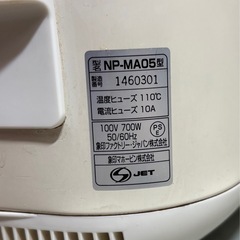 型名 NP-MA05型
製造番号 1460301
温度ヒューズ 110℃
電流ヒューズ 10A
100V 700W
50/60Hz
PSE
象印ファクトリー・ジャパン株式会社
象印マホービン株式会社
JET